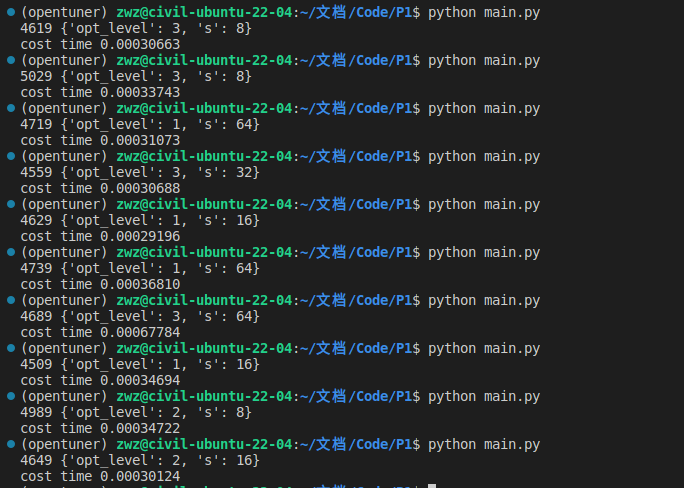 (opentuner) zwz@civil-ubuntu-22-04:~/文档/Code/P1$ python main.py
4619 {'opt_level': 3, 's': 8}
cost time 0.00030663
(opentuner) zwz@civil-ubuntu-22-04:~/文档/Code/P1$ python main.py
5029 {'opt_level': 3, 's': 8}
cost time 0.00033743
(opentuner) zwz@civil-ubuntu-22-04:~/文档/Code/P1$ python main.py
4719 {'opt_level': 1, 's': 64}
cost time 0.00031073
(opentuner) zwz@civil-ubuntu-22-04:~/文档/Code/P1$ python main.py
4559 {'opt_level': 3, 's': 32}
cost time 0.00030688
(opentuner) zwz@civil-ubuntu-22-04:~/文档/Code/P1$ python main.py
4629 {'opt_level': 1, 's': 16}
cost time 0.00029196
(opentuner) zwz@civil-ubuntu-22-04:~/文档/Code/P1$ python main.py
4739 {'opt_level': 1, 's': 64}
cost time 0.00036810
(opentuner) zwz@civil-ubuntu-22-04:~/文档/Code/P1$ python main.py
4689 {'opt_level': 3, 's': 64}
cost time 0.00067784
(opentuner) zwz@civil-ubuntu-22-04:~/文档/Code/P1$ python main.py
4509 {'opt_level': 1, 's': 16}
cost time 0.00034694
(opentuner) zwz@civil-ubuntu-22-04:~/文档/Code/P1$ python main.py
4989 {'opt_level': 2, 's': 8}
cost time 0.00034722
(opentuner) zwz@civil-ubuntu-22-04:~/文档/Code/P1$ python main.py
4649 {'opt_level': 2, 's': 16}
cost time 0.00030124